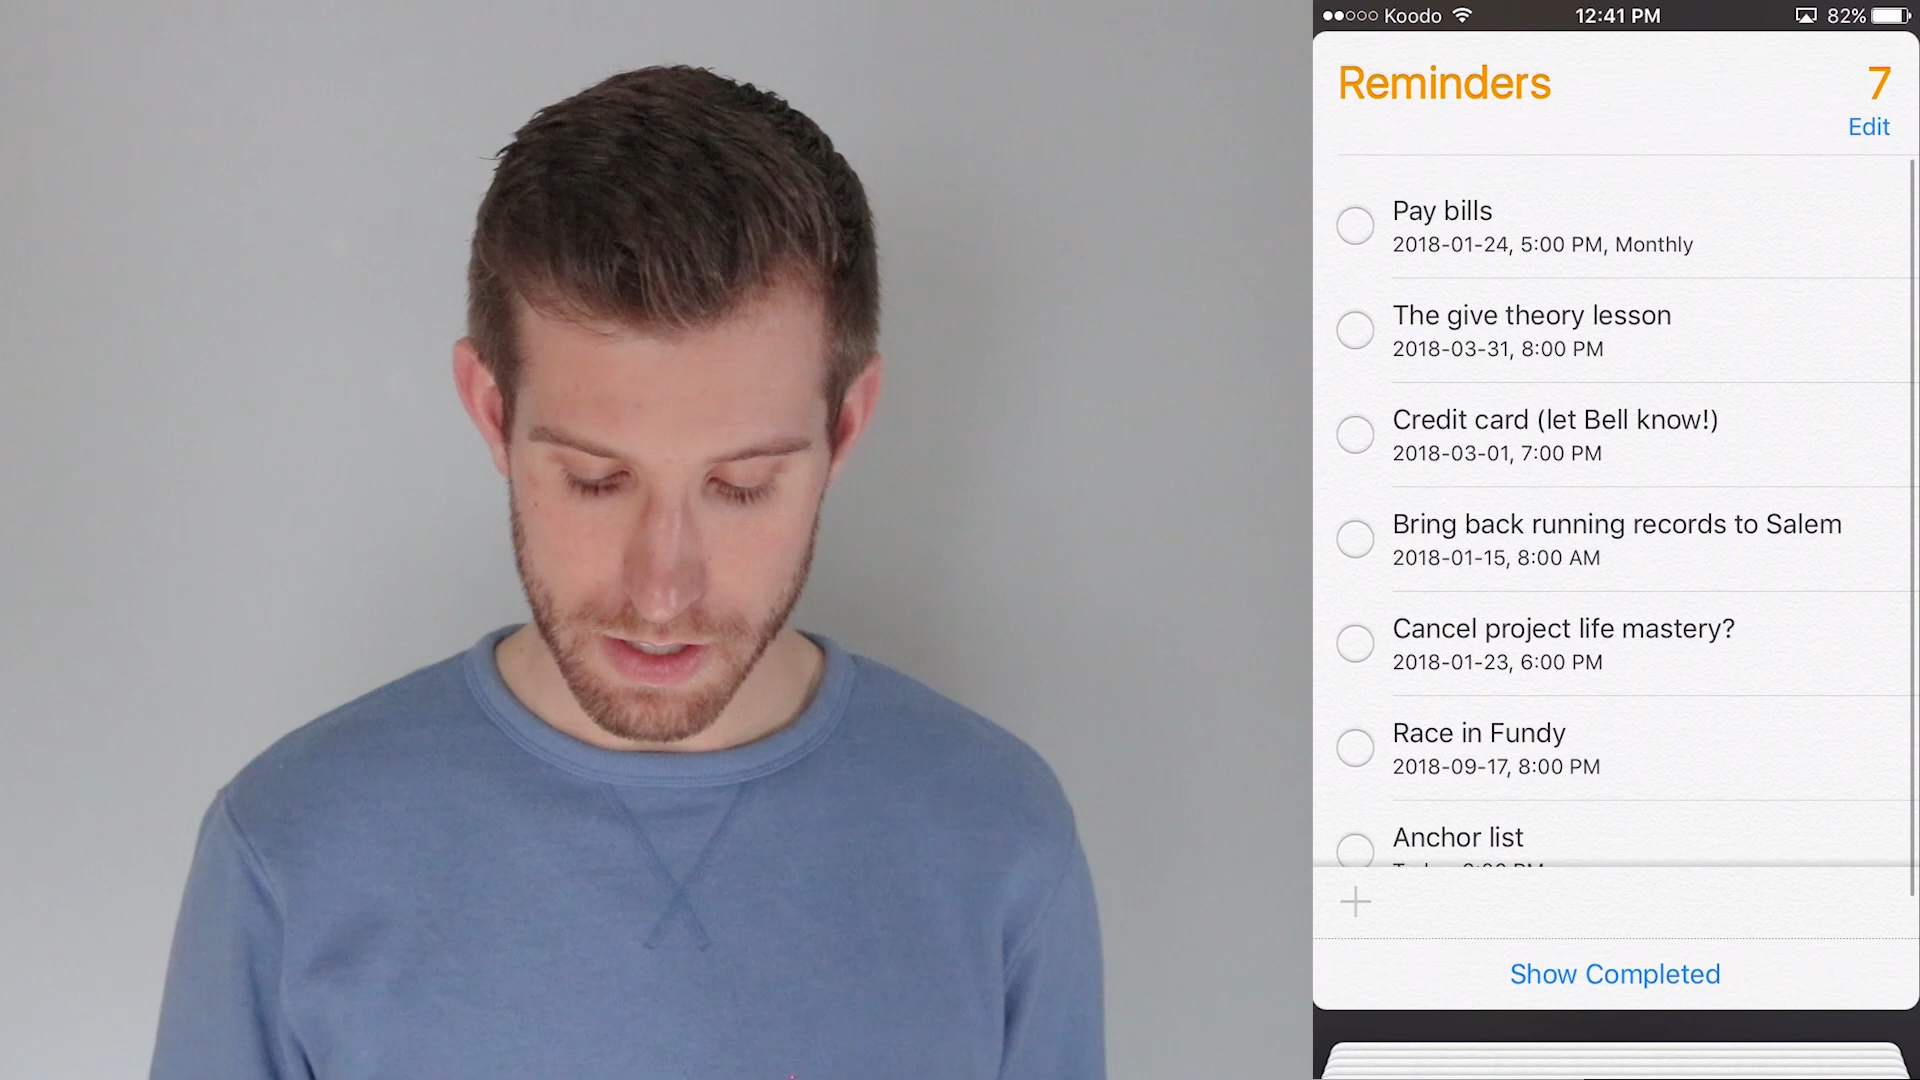 Koodo 12:41 PM 82%
Reminders 7
Edit
Pay bills
2018-01-24, 5:00 PM, Monthly
The give theory lesson
2018-03-31, 8:00 PM
Credit card (let Bell know!)
2018-03-01, 7:00 PM
Bring back running records to Salem
2018-01-15, 8:00 AM
Cancel project life mastery?
2018-01-23, 6:00 PM
Race in Fundy
2018-09-17, 8:00 PM
Anchor list
Show Completed